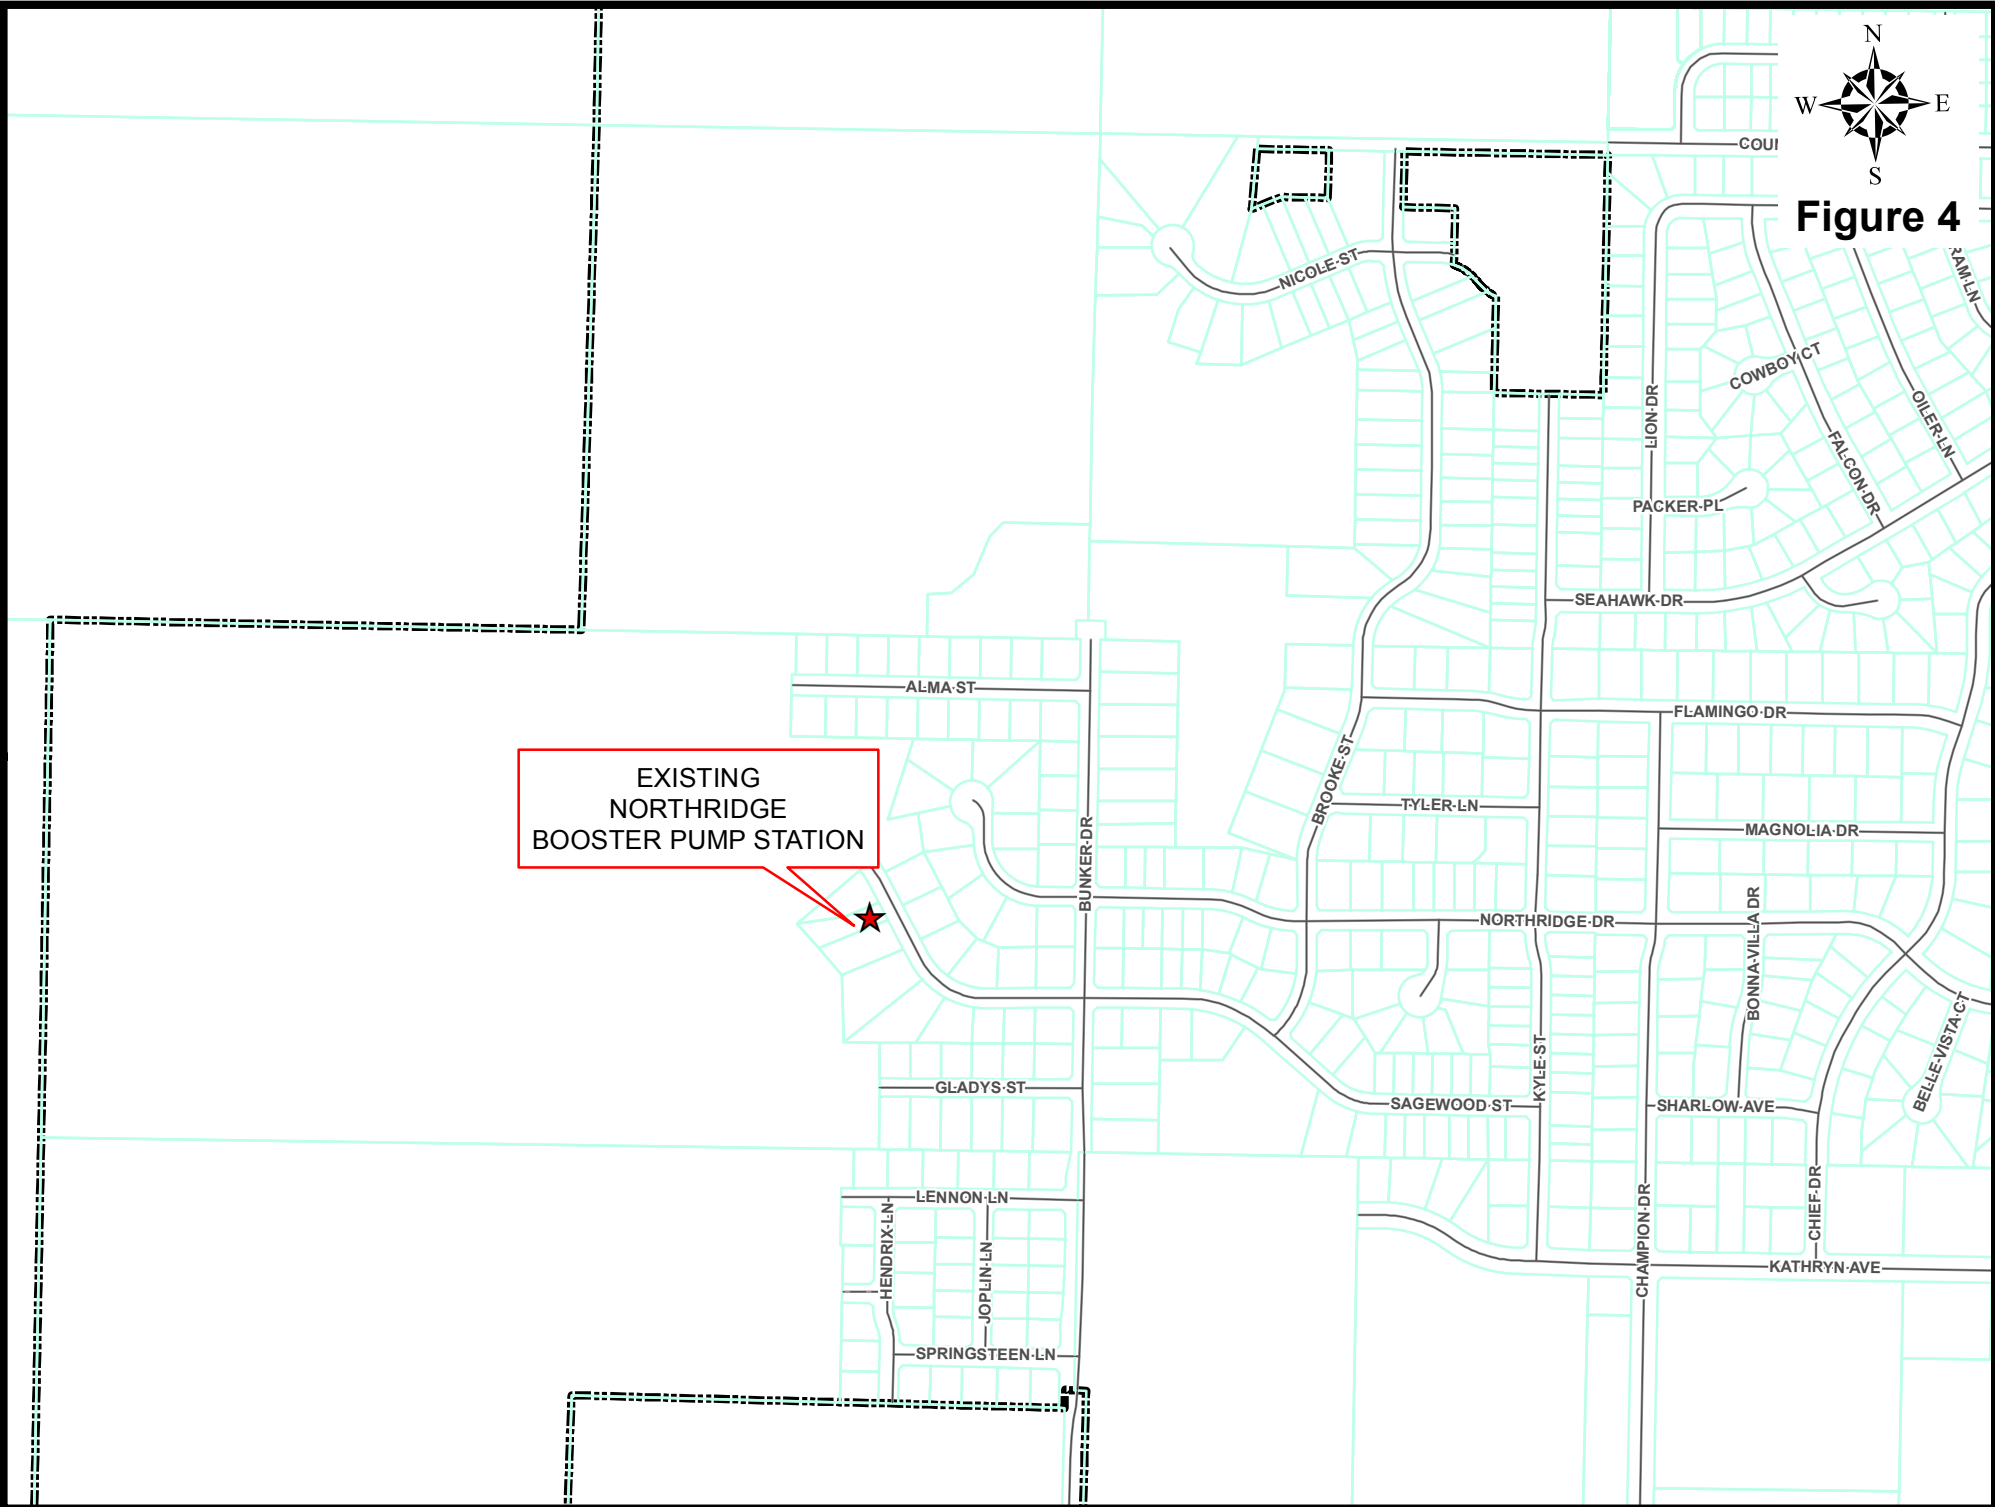 N
W
E
S
Figure 4
COUN
RAM LN
NICOLE ST
COWBOY CT
LION DR
OILER LN
FALCON DR
PACKER PL
SEAHAWK DR
ALMA ST
FLAMINGO DR
BROOKE ST
EXISTING
NORTHRIDGE
BOOSTER PUMP STATION
TYLER LN
BUNKER DR
MAGNOLIA DR
NORTHRIDGE DR
BONNA VILLA DR
BELLE VISTA CT
KYLE ST
GLADYS ST
SAGEWOOD ST
SHARLOW AVE
LENNON LN
HENDRIX LN
JOPLIN LN
CHAMPION DR
CHIEF DR
KATHRYN AVE
SPRINGSTEEN LN